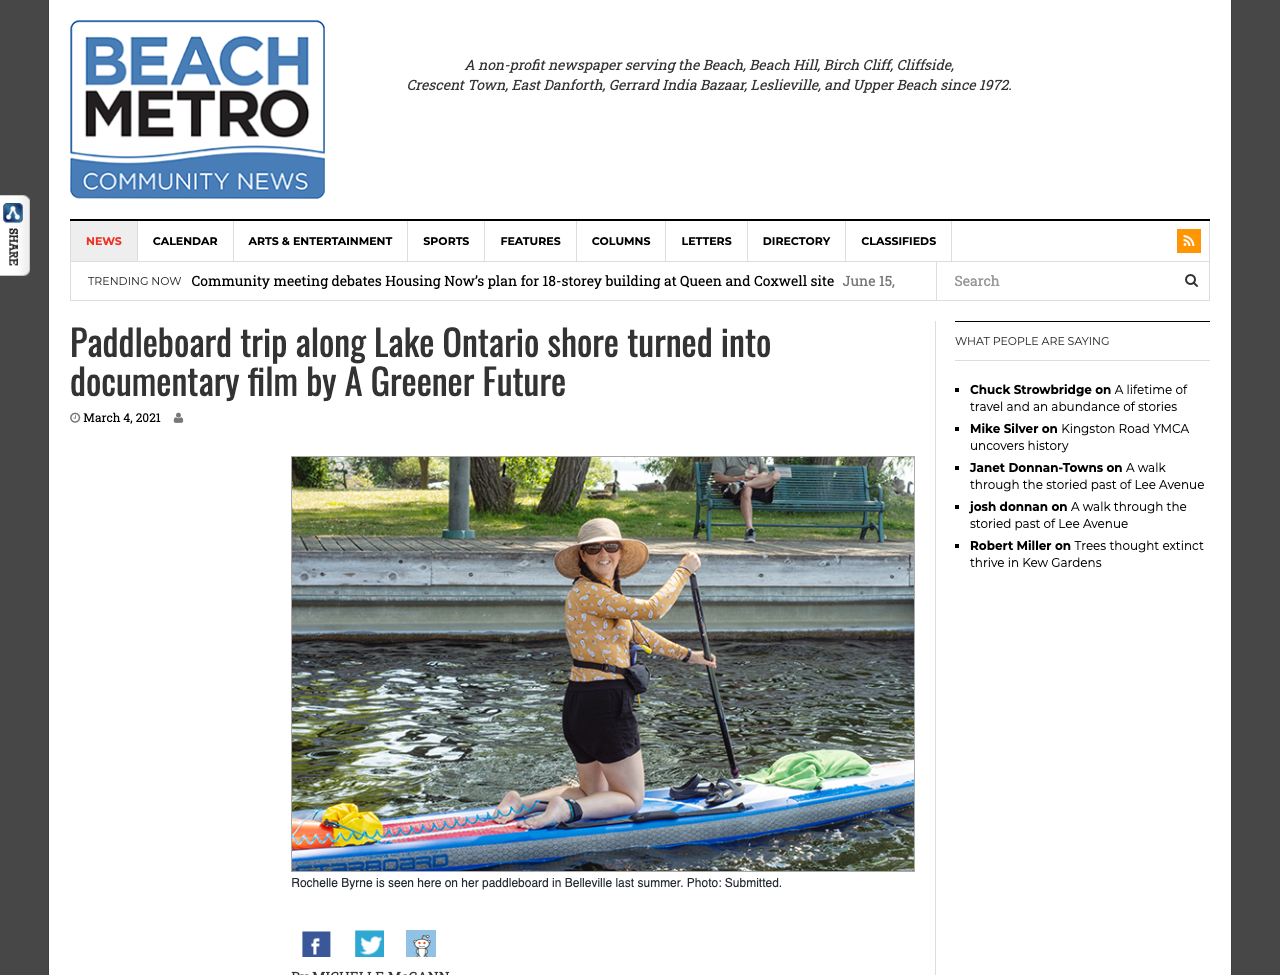 BEACH
METRO
COMMUNITY NEWS
A non-profit newspaper serving the Beach, Beach Hill, Birch Cliff, Cliffside,
Crescent Town, East Danforth, Gerrard India Bazaar, Leslieville, and Upper Beach since 1972.
SHARE
NEWS CALENDAR ARTS & ENTERTAINMENT SPORTS FEATURES COLUMNS LETTERS DIRECTORY CLASSIFIEDS
TRENDING NOW Community meeting debates Housing Now’s plan for 18-storey building at Queen and Coxwell site June 15,
Search
Paddleboard trip along Lake Ontario shore turned into
documentary film by A Greener Future
March 4, 2021
STARBOARD
Rochelle Byrne is seen here on her paddleboard in Belleville last summer. Photo: Submitted.
By MICHELLE McCANN
WHAT PEOPLE ARE SAYING
Chuck Strowbridge on A lifetime of
travel and an abundance of stories
Mike Silver on Kingston Road YMCA
uncovers history
Janet Donnan-Towns on A walk
through the storied past of Lee Avenue
josh donnan on A walk through the
storied past of Lee Avenue
Robert Miller on Trees thought extinct
thrive in Kew Gardens